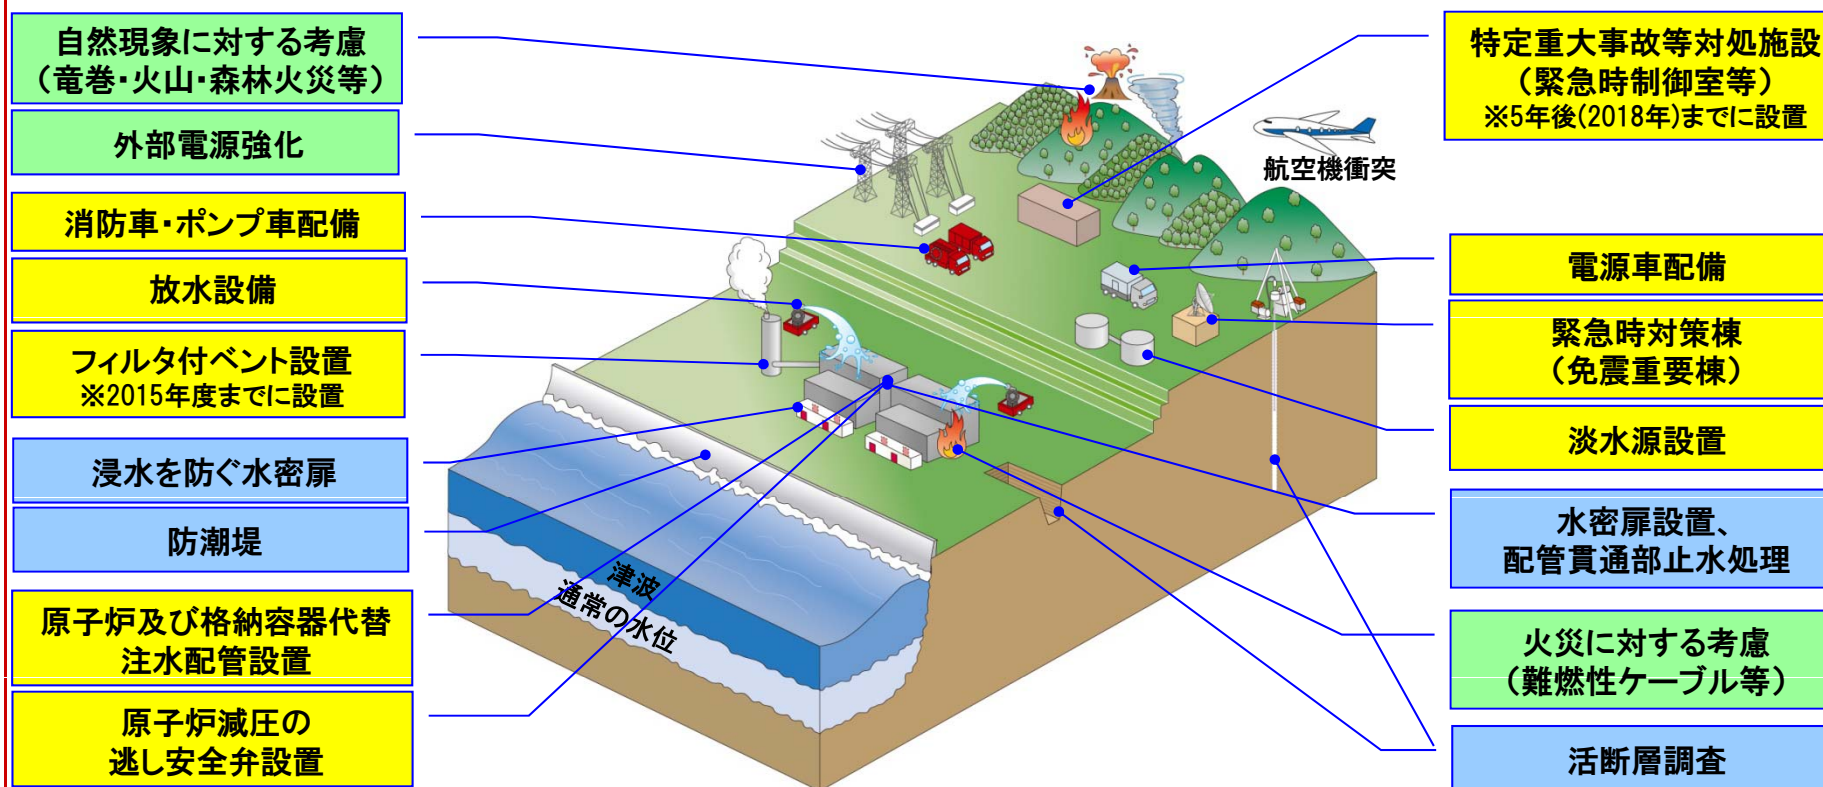 自然現象に対する考慮
（竜巻・火山・森林火災等）
外部電源強化
消防車・ポンプ車配備
放水設備
フィルタ付ベント設置
※2015年度までに設置
浸水を防ぐ水密扉
防潮堤
原子炉及び格納容器代替
注水配管設置
原子炉減圧の
逃し安全弁設置
航空機衝突
津波
通常の水位
特定重大事故等対処施設
（緊急時制御室等）
※5年後(2018年)までに設置
電源車配備
緊急時対策棟
（免震重要棟）
淡水源設置
水密扉設置、
配管貫通部止水処理
火災に対する考慮
（難燃性ケーブル等）
活断層調査